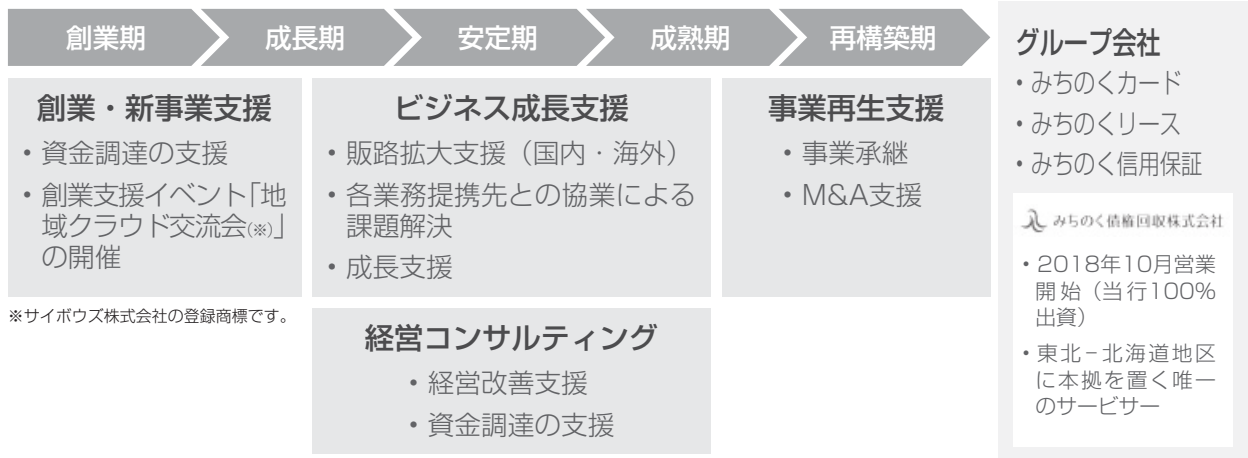 創業期 成長期 安定期 成熟期 再構築期
創業・新事業支援
・資金調達の支援
・創業支援イベント「地
域クラウド交流会(※)」
の開催
※サイボウズ株式会社の登録商標です。
ビジネス成長支援
・販路拡大支援（国内・海外）
・各業務提携先との協業による
課題解決
・成長支援
経営コンサルティング
・経営改善支援
・資金調達の支援
事業再生支援
・事業承継
・M&A支援
グループ会社
・みちのくカード
・みちのくリース
・みちのく信用保証
みちのく債権回収株式会社
・2018年10月営業
開始（当行100%
出資）
・東北−北海道地区
に本拠を置く唯一
のサービサー